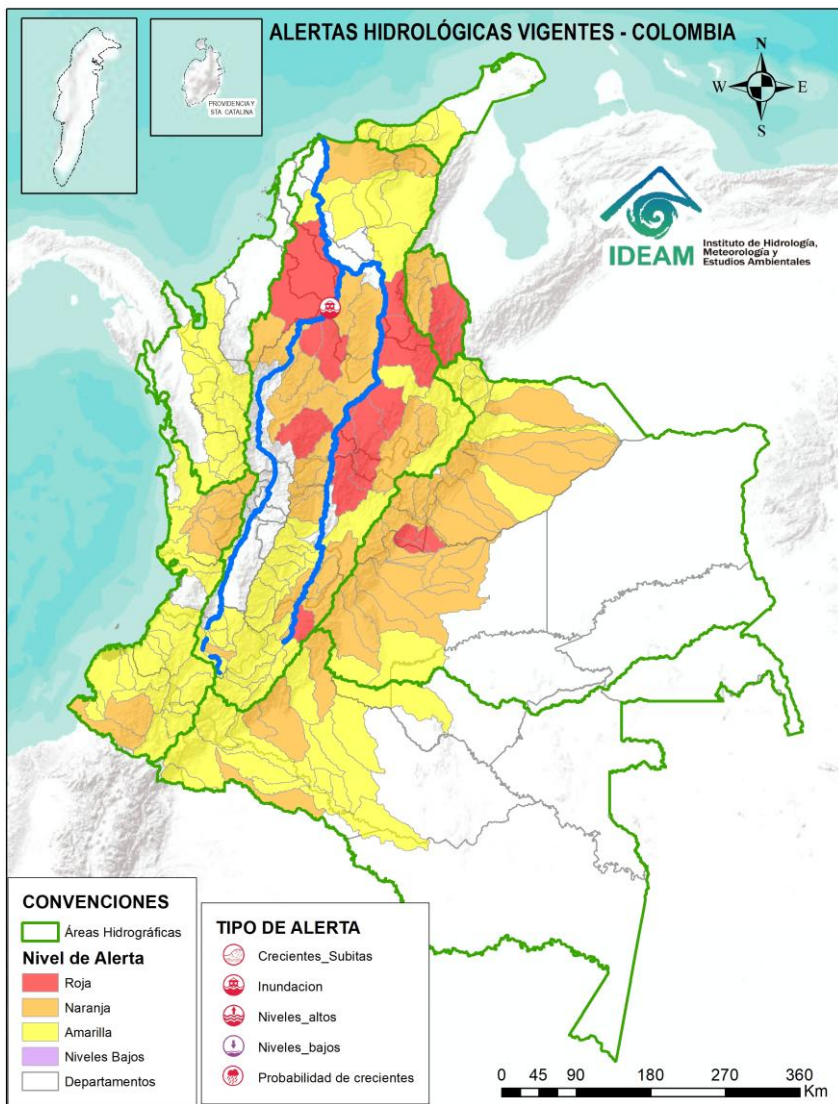 ALERTAS HIDROLÓGICAS VIGENTES - COLOMBIA
PROVIDENCIA Y
STA. CATALINA
N
W
E
S
IDEAM
Instituto de Hidrología,
Meteorología y
Estudios Ambientales
CONVENCIONES
Áreas Hidrográficas
Nivel de Alerta
Roja
Naranja
Amarilla
Niveles Bajos
Departamentos
TIPO DE ALERTA
Crecientes_Subitas
Inundacion
Niveles_altos
Niveles_bajos
Probabilidad de crecientes
0 45 90 180 270 360
Km